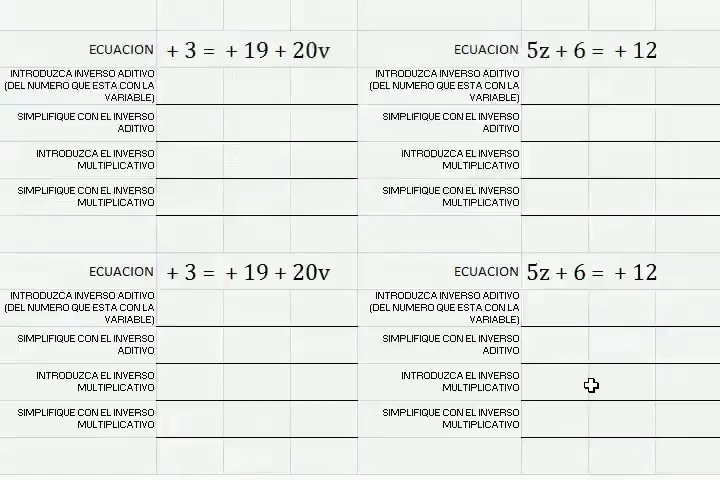 ECUACION + 3 = + 19 + 20v
INTRODUZCA INVERSO ADITIVO
(DEL NUMERO QUE ESTA CON LA
VARIABLE)
SIMPLIFIQUE CON EL INVERSO
ADITIVO
INTRODUZCA EL INVERSO
MULTIPLICATIVO
SIMPLIFIQUE CON EL INVERSO
MULTIPLICATIVO
ECUACION 5z + 6 = + 12
INTRODUZCA INVERSO ADITIVO
(DEL NUMERO QUE ESTA CON LA
VARIABLE)
SIMPLIFIQUE CON EL INVERSO
ADITIVO
INTRODUZCA EL INVERSO
MULTIPLICATIVO
SIMPLIFIQUE CON EL INVERSO
MULTIPLICATIVO
ECUACION + 3 = + 19 + 20v
INTRODUZCA INVERSO ADITIVO
(DEL NUMERO QUE ESTA CON LA
VARIABLE)
SIMPLIFIQUE CON EL INVERSO
ADITIVO
INTRODUZCA EL INVERSO
MULTIPLICATIVO
SIMPLIFIQUE CON EL INVERSO
MULTIPLICATIVO
ECUACION 5z + 6 = + 12
INTRODUZCA INVERSO ADITIVO
(DEL NUMERO QUE ESTA CON LA
VARIABLE)
SIMPLIFIQUE CON EL INVERSO
ADITIVO
INTRODUZCA EL INVERSO
MULTIPLICATIVO
SIMPLIFIQUE CON EL INVERSO
MULTIPLICATIVO